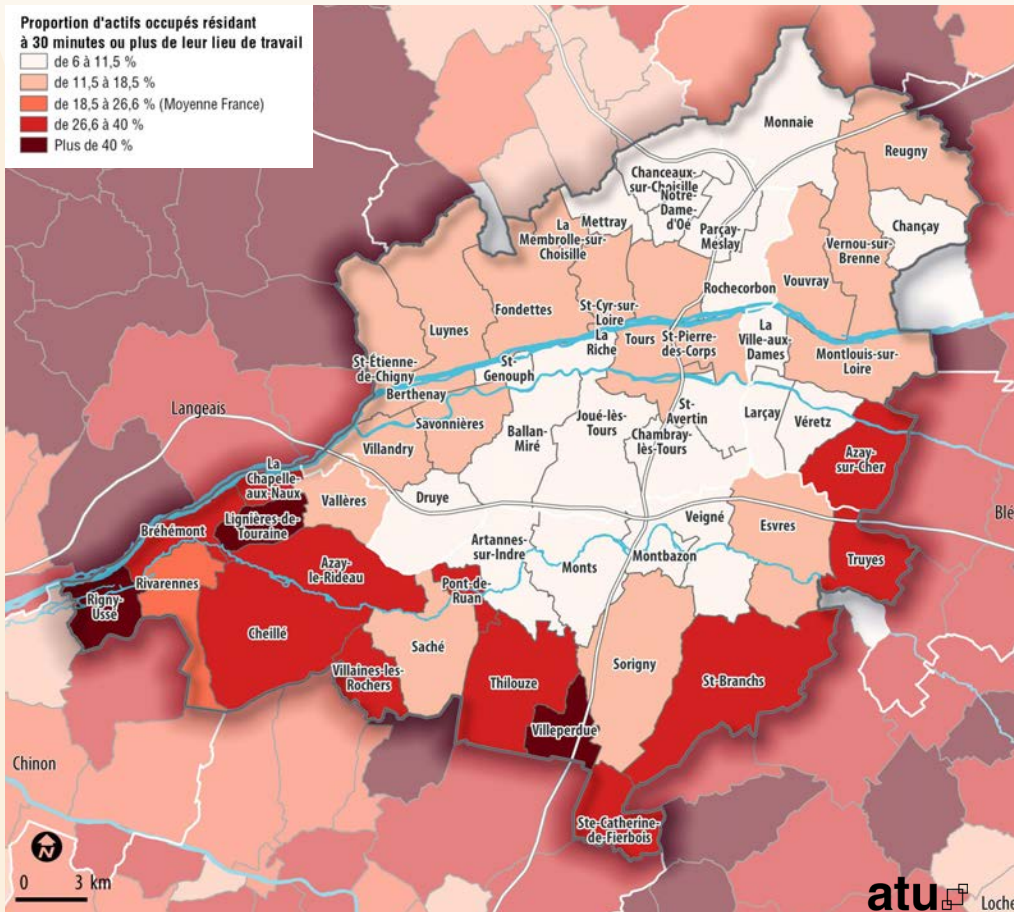 Proportion d'actifs occupés résidant
à 30 minutes ou plus de leur lieu de travail
de 6 à 11,5 %
de 11,5 à 18,5 %
de 18,5 à 26,6 % (Moyenne France)
de 26,6 à 40 %
Plus de 40 %
Monnaie
Reugny
Chanceaux-
sur-Choisille
Notre-
Dame-
d'Oé
Mettray
La
Membrolle-sur-
Choisille
Parçay-
Meslay
Chançay
Vernou-sur-
Brenne
Rochecorbon
Vouvray
Fondettes
Luynes
St-Cyr-sur-
Loire
La
Riche
Tours
St-Pierre-
des-Corps
La
Ville-aux-
Dames
Montlouis-sur-
Loire
St-Étienne-
de-Chigny
St-
Genouph
Berthenay
Langeais
Savonnières
Villandry
Ballan-
Miré
Joué-lès-
Tours
St-
Avertin
Chambray-
lès-Tours
Larçay
Véretz
Azay-
sur-Cher
La
Chapelle-
aux-Naux
Vallères
Druye
Lignières-de-
Touraine
Bréhémont
Veigné
Esvres
Blé
Artannes-
sur-Indre
Monts
Montbazon
Truyes
Azay-
le-Rideau
Pont-de-
Ruan
Rivarennes
Rigny-
Ussé
Cheillé
Saché
Villaines-les-
Rochers
Thilouze
Sorigny
St-Branchs
Villeperdue
Chinon
Ste-Catherine-
de-Fierbois
N
0 3 km
atu
Loche